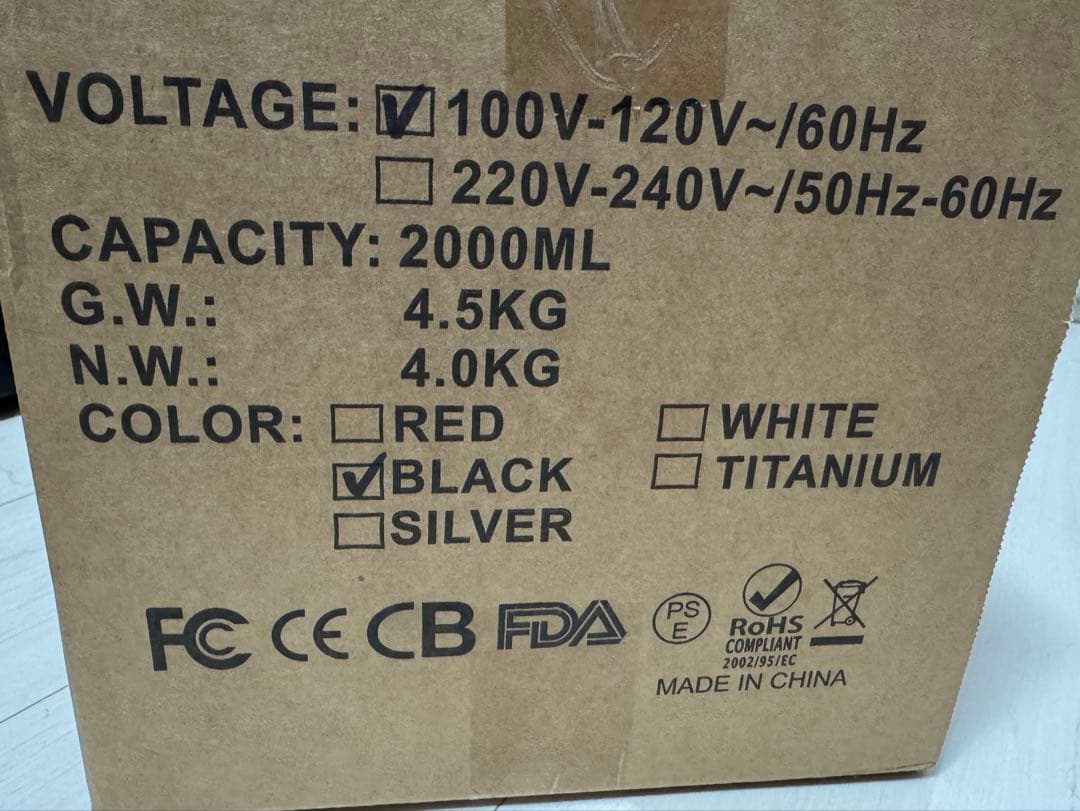 VOLTAGE: 100V-120V~/60Hz
220V-240V~/50Hz-60Hz
CAPACITY: 2000ML
G.W.: 4.5KG
N.W.: 4.0KG
COLOR: RED WHITE
BLACK TITANIUM
SILVER
FC CE CB FDA PS E RoHS
COMPLIANT
2002/95/EC
MADE IN CHINA